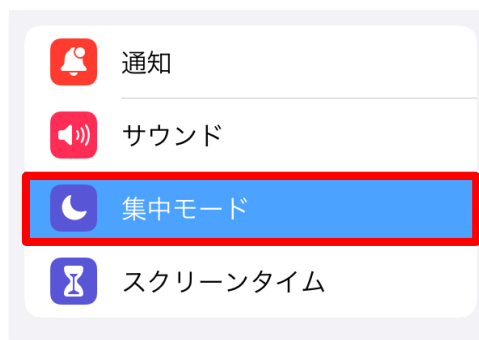 通知
サウンド
集中モード
スクリーンタイム